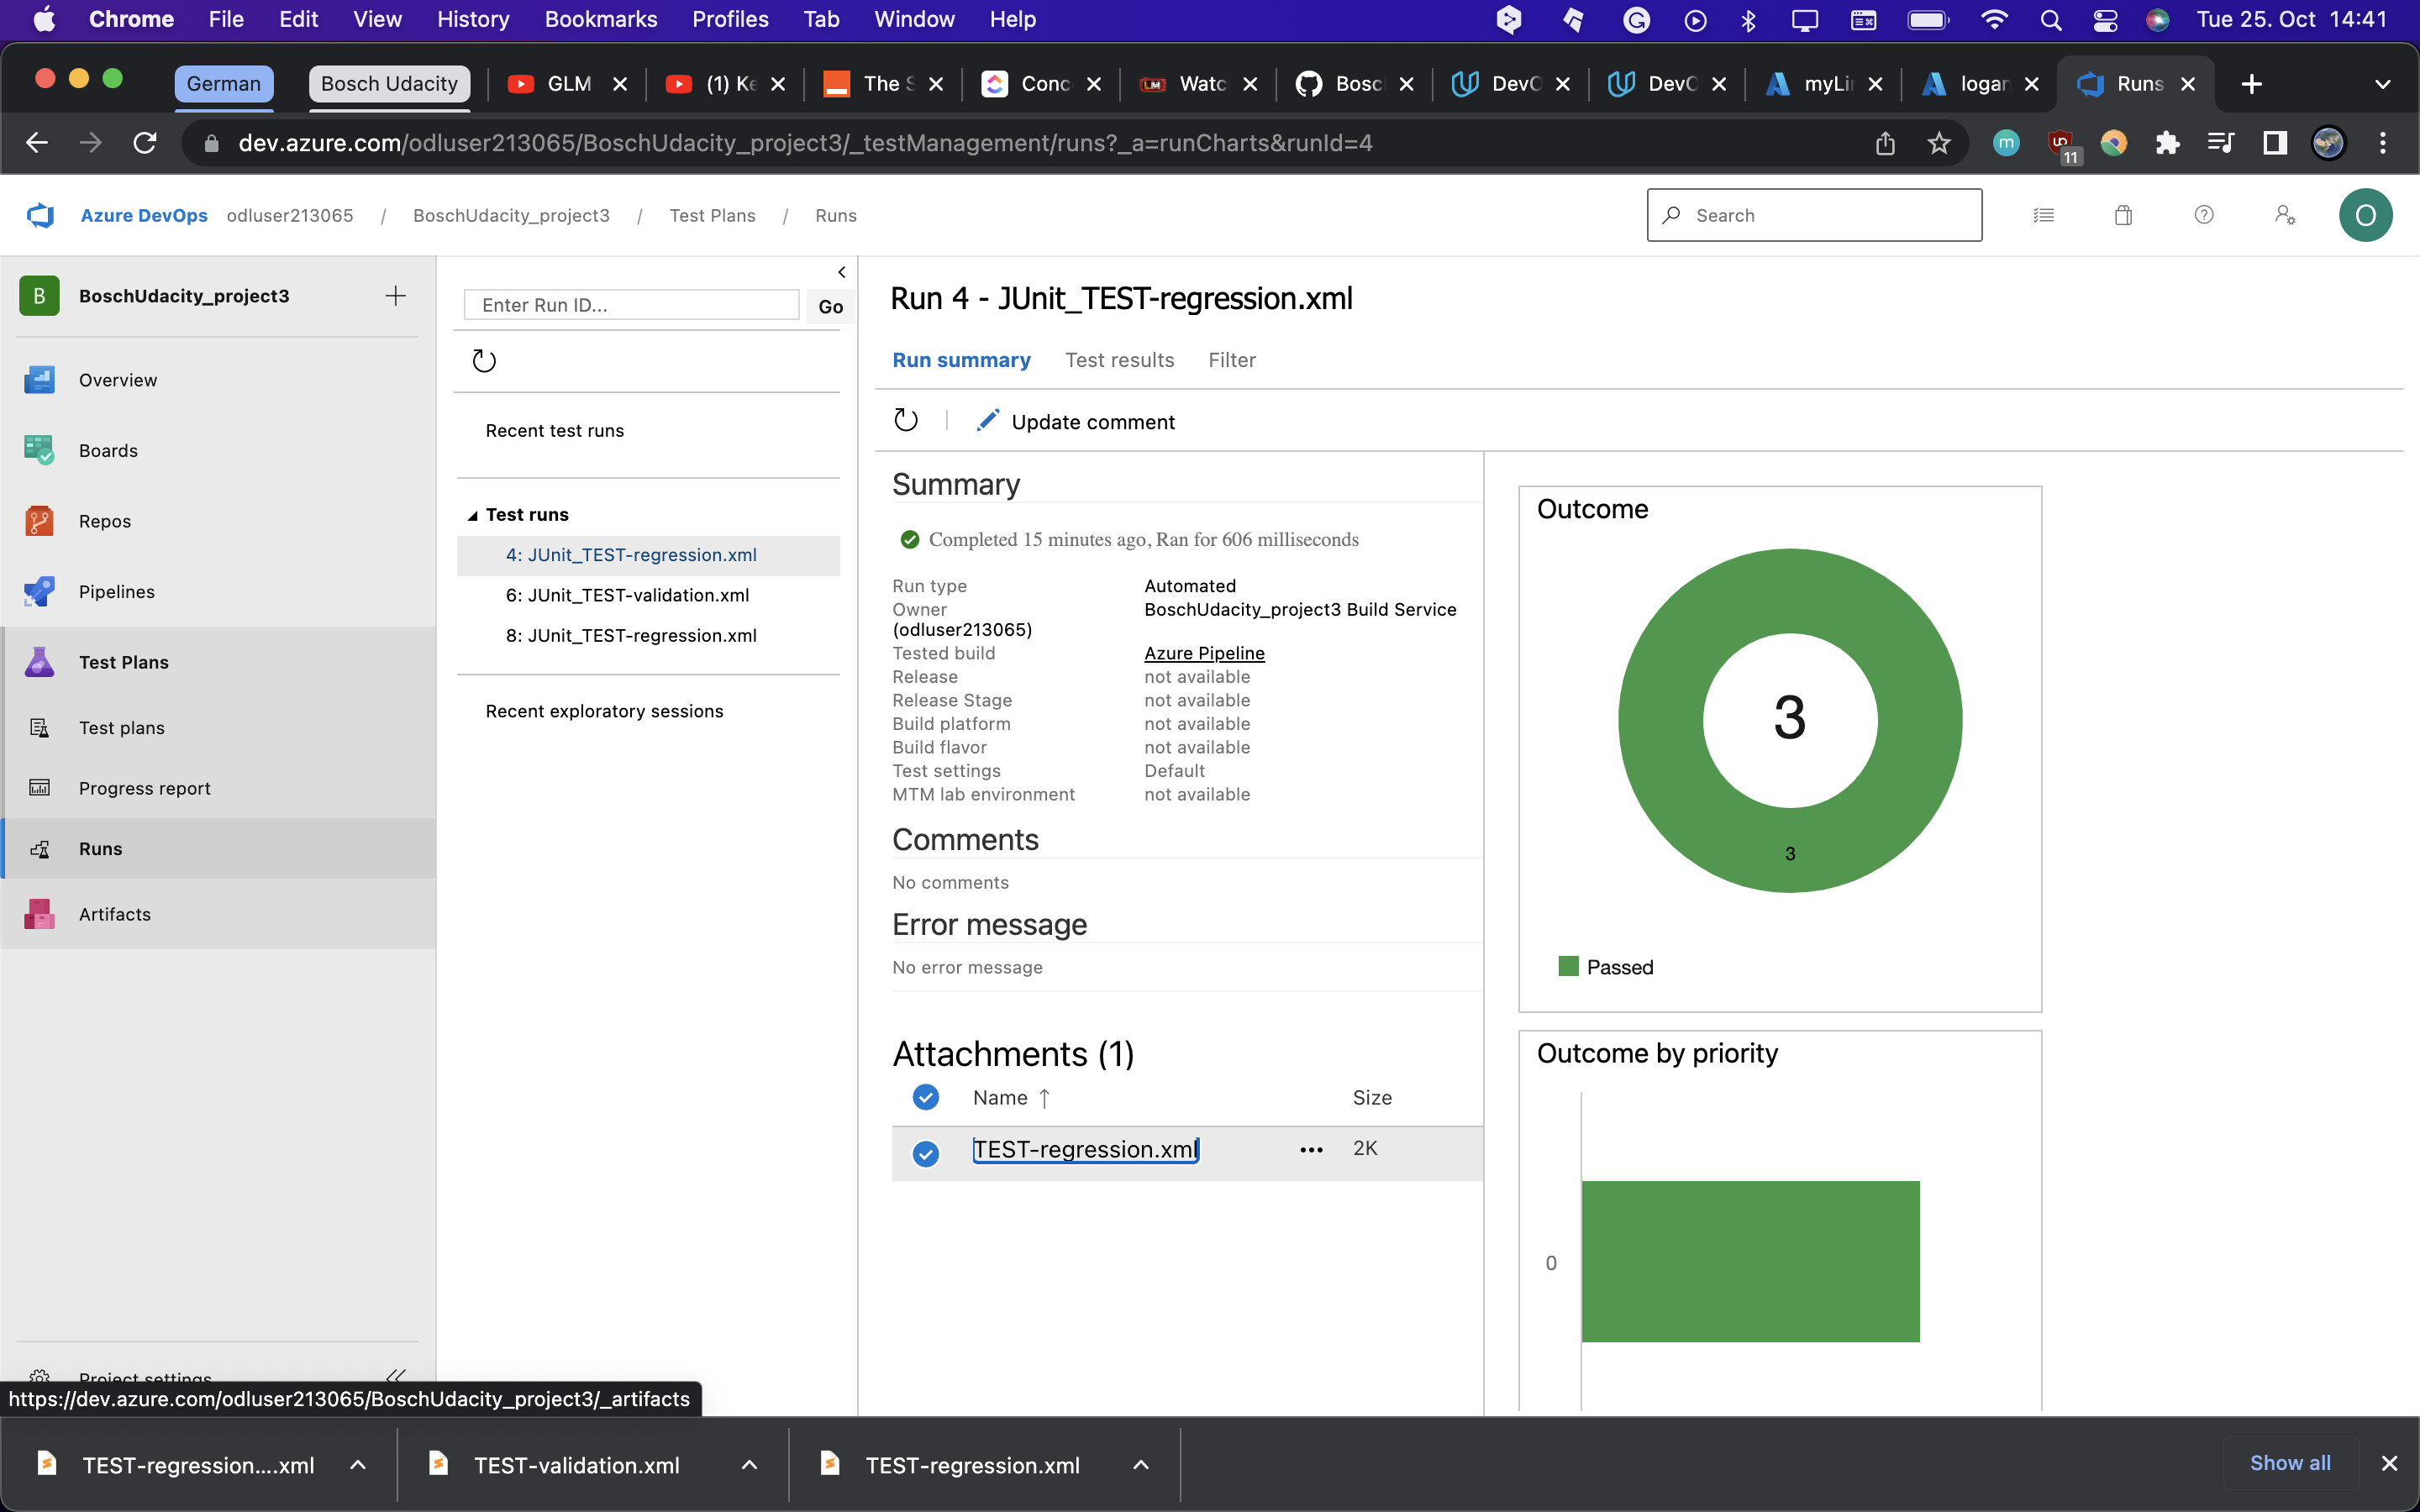 Chrome File Edit View History Bookmarks Profiles Tab Window Help Tue 25. Oct 14:41
German Bosch Udacity GLM (1) Ke The S Conc Watc Bosc DevO DevO myLi logan Runs
dev.azure.com/odluser213065/BoschUdacity_project3/_testManagement/runs?_a=runCharts&runId=4 m 11
Azure DevOps odluser213065 / BoschUdacity_project3 / Test Plans / Runs Search O
B BoschUdacity_project3
Overview
Boards
Repos
Pipelines
Test Plans
Test plans
Progress report
Runs
Artifacts
Project settings
https://dev.azure.com/odluser213065/BoschUdacity_project3/_artifacts
Enter Run ID... Go
Recent test runs
Test runs
4: JUnit_TEST-regression.xml
6: JUnit_TEST-validation.xml
8: JUnit_TEST-regression.xml
Recent exploratory sessions
Run 4 - JUnit_TEST-regression.xml
Run summary Test results Filter
Update comment
Summary
Completed 15 minutes ago, Ran for 606 milliseconds
Run type Automated
Owner BoschUdacity_project3 Build Service
(odluser213065)
Tested build Azure Pipeline
Release not available
Release Stage not available
Build platform not available
Build flavor not available
Test settings Default
MTM lab environment not available
Comments
No comments
Error message
No error message
Attachments (1)
Name ↑ Size
TEST-regression.xml ... 2K
Outcome
3
3
Passed
Outcome by priority
0
TEST-regression....xml TEST-validation.xml TEST-regression.xml Show all